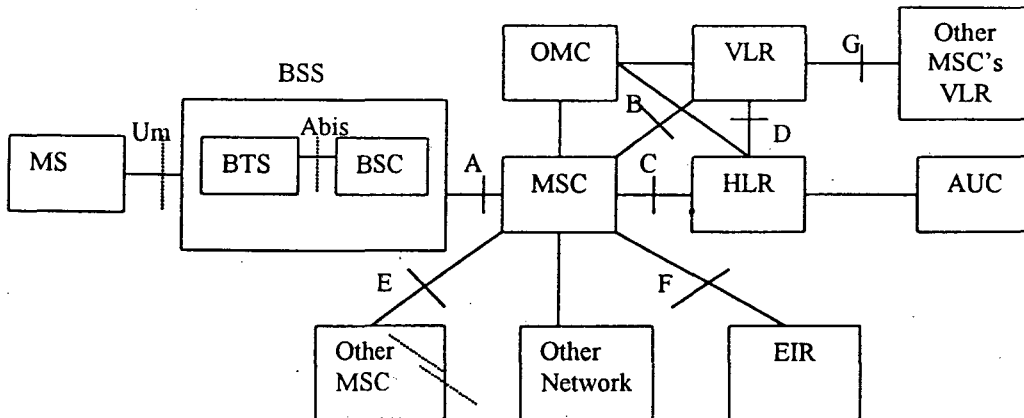 OMC
VLR
G
Other
MSC's
VLR
BSS
B
D
Um
Abis
MS
BTS
BSC
A
MSC
C
HLR
AUC
E
F
Other
MSC
Other
Network
EIR